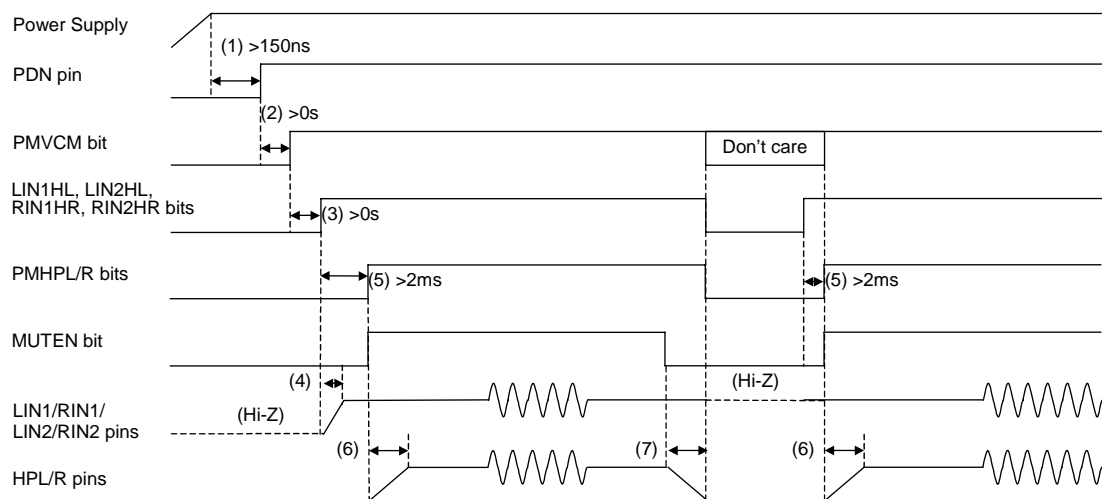 Power Supply
(1) >150ns
PDN pin
(2) >0s
PMVCM bit
Don't care
LIN1HL, LIN2HL,
RIN1HR, RIN2HR bits
(3) >0s
PMHPL/R bits
(5) >2ms
(5) >2ms
MUTEN bit
(4)
(Hi-Z)
(Hi-Z)
LIN1/RIN1/
LIN2/RIN2 pins
(6)
(7)
(6)
HPL/R pins